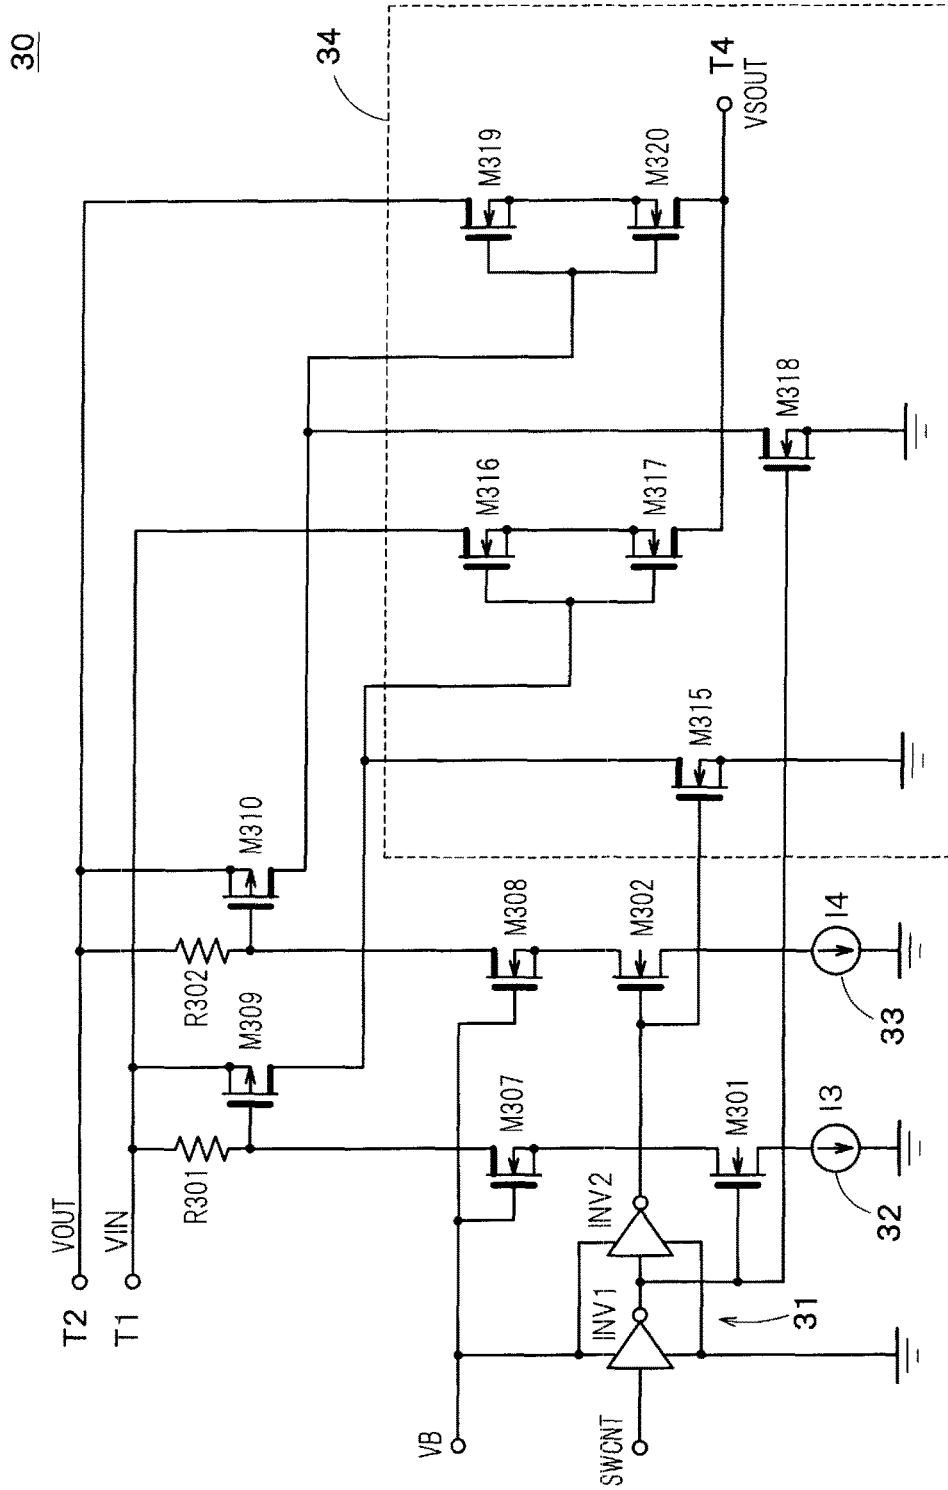 30
34
T4
VSOUT
M319
M320
M318
M316
M317
M315
M310
R302
M309
M308
M302
I4
33
R301
M307
M301
I3
32
VOUT
T2
VIN
T1
INV2
INV1
31
VB
SWCNT